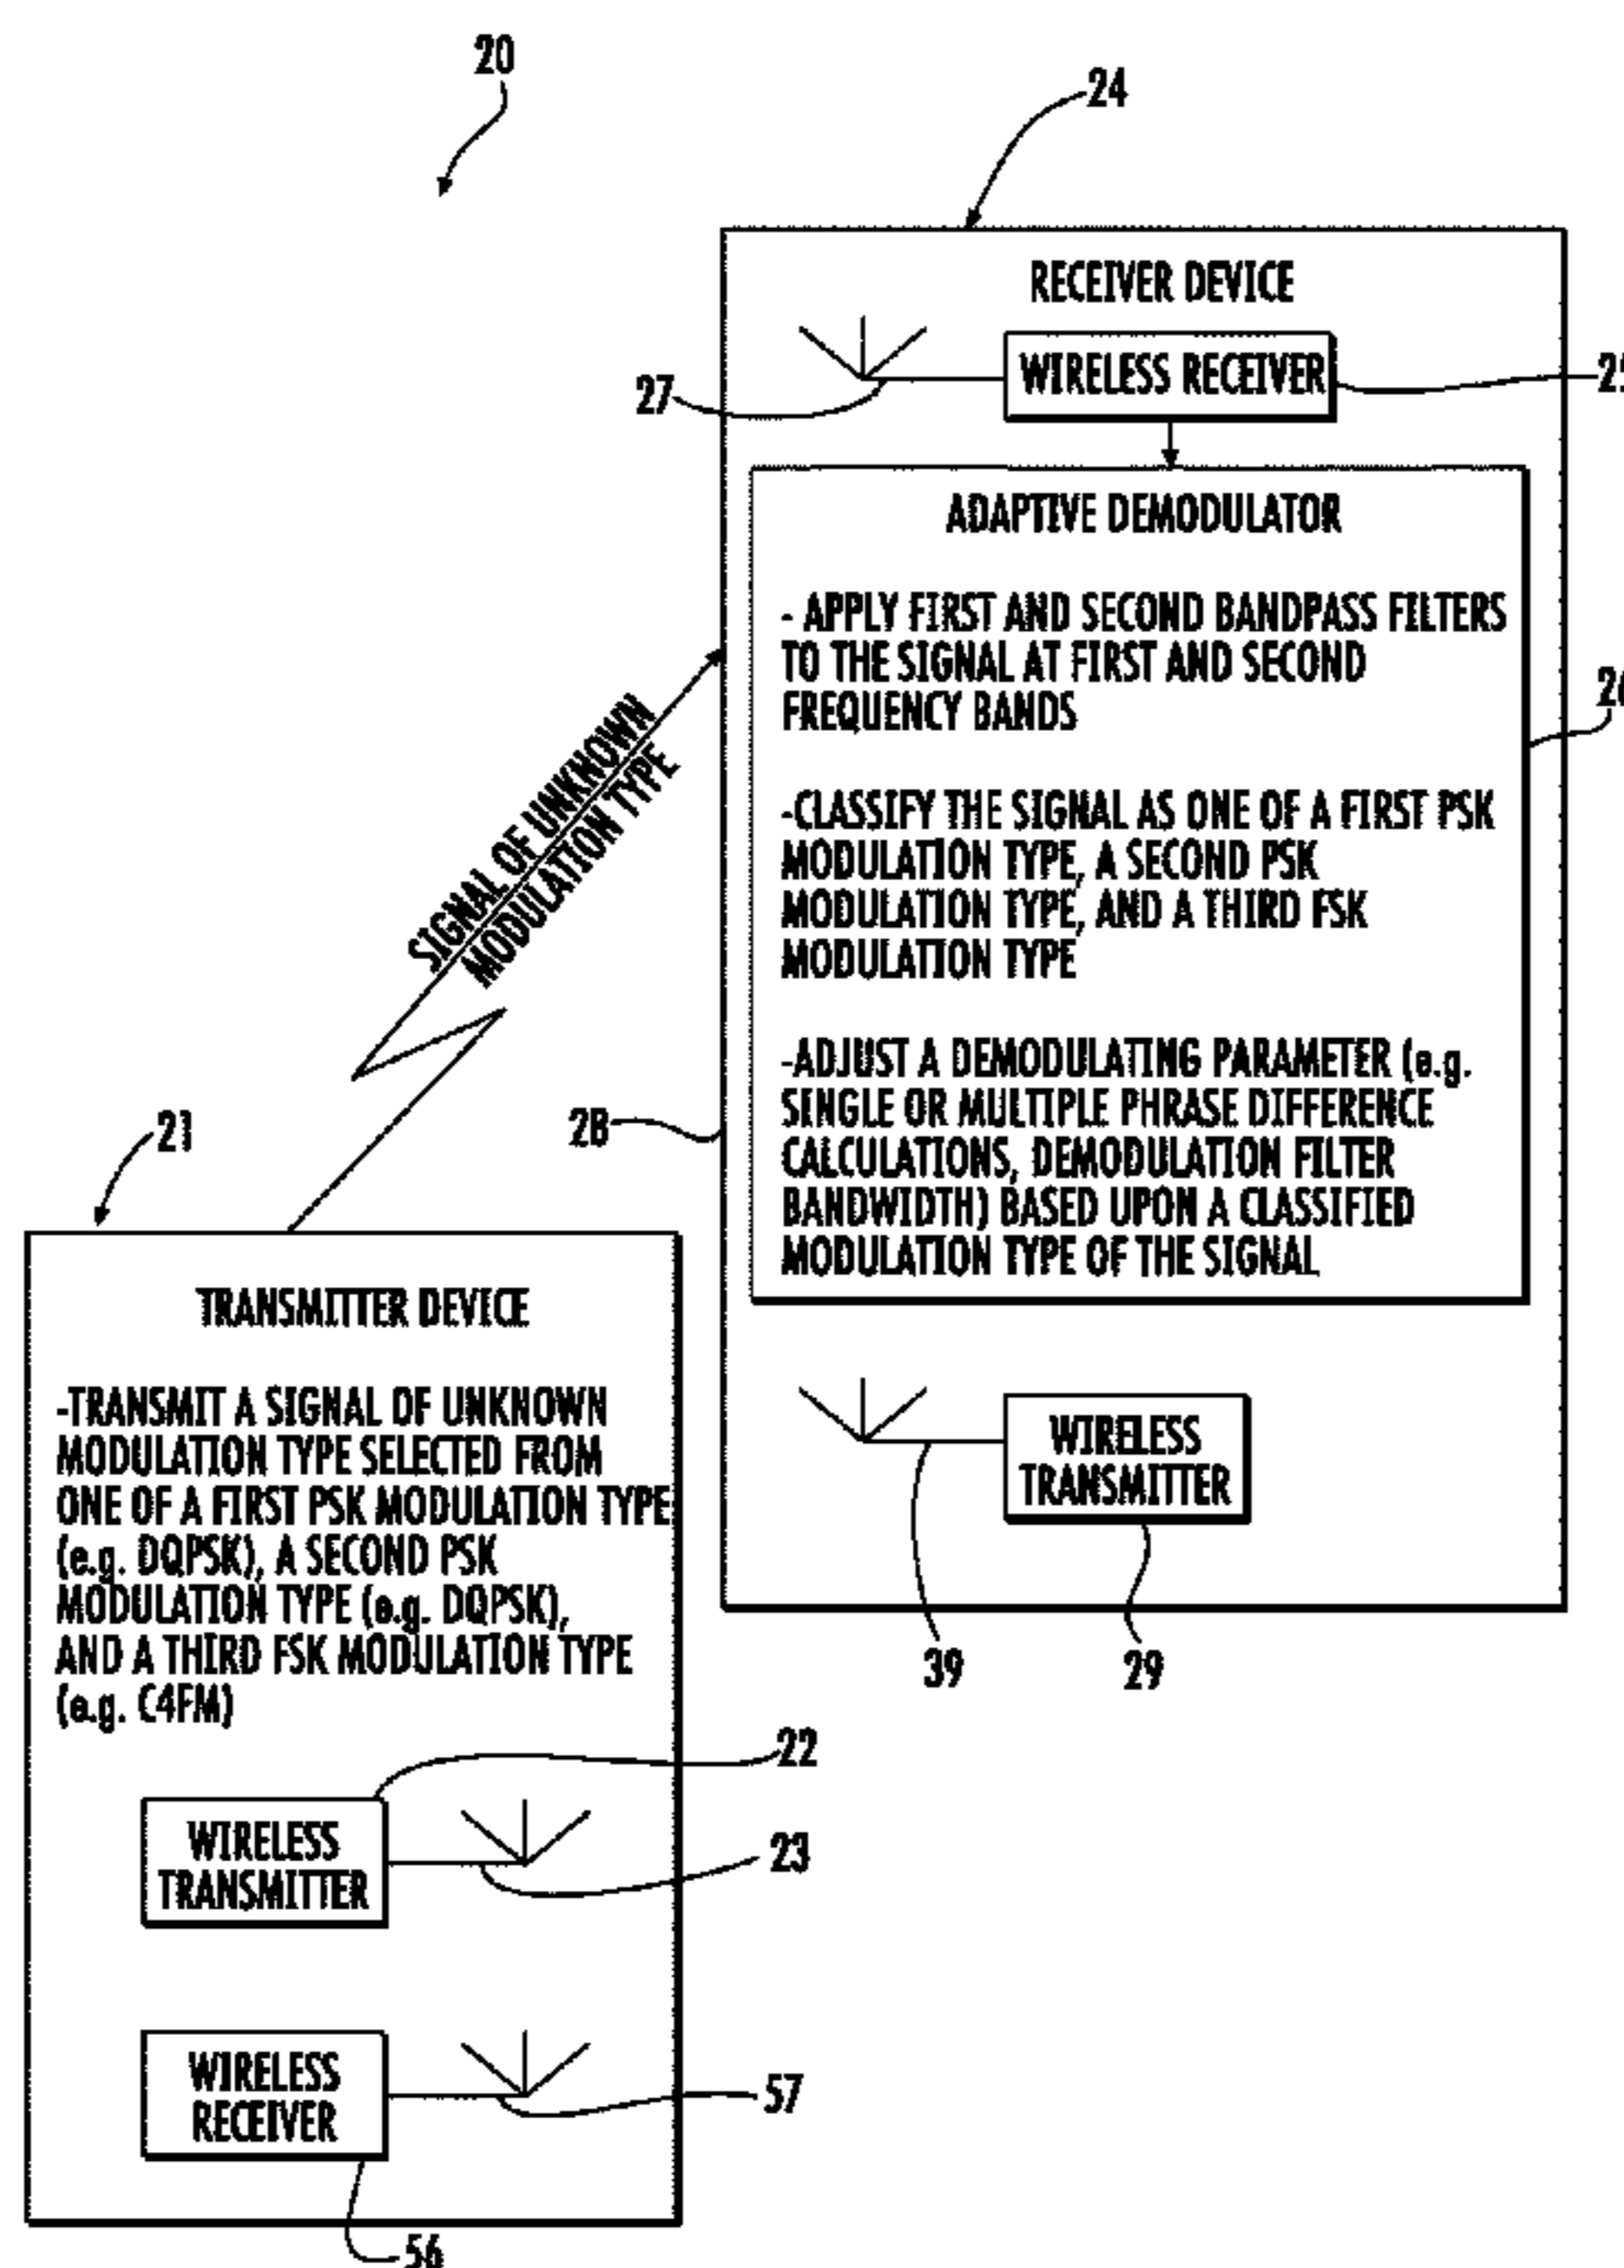 20
24
RECEIVER DEVICE
WIRELESS RECEIVER
27
ADAPTIVE DEMODULATOR
- APPLY FIRST AND SECOND BANDPASS FILTERS
TO THE SIGNAL AT FIRST AND SECOND
FREQUENCY BANDS
-CLASSIFY THE SIGNAL AS ONE OF A FIRST PSK
MODULATION TYPE, A SECOND PSK
MODULATION TYPE, AND A THIRD FSK
MODULATION TYPE
-ADJUST A DEMODULATING PARAMETER (e.g.
SINGLE OR MULTIPLE PHRASE DIFFERENCE
CALCULATIONS, DEMODULATION FILTER
BANDWIDTH) BASED UPON A CLASSIFIED
MODULATION TYPE OF THE SIGNAL
SIGNAL OF UNKNOWN
MODULATION TYPE
28
21
TRANSMITTER DEVICE
-TRANSMIT A SIGNAL OF UNKNOWN
MODULATION TYPE SELECTED FROM
ONE OF A FIRST PSK MODULATION TYPE
(e.g. DQPSK), A SECOND PSK
MODULATION TYPE (e.g. DQPSK),
AND A THIRD FSK MODULATION TYPE
(e.g. C4FM)
WIRELESS
TRANSMITTER
39
29
22
WIRELESS
TRANSMITTER
23
WIRELESS
RECEIVER
57
56